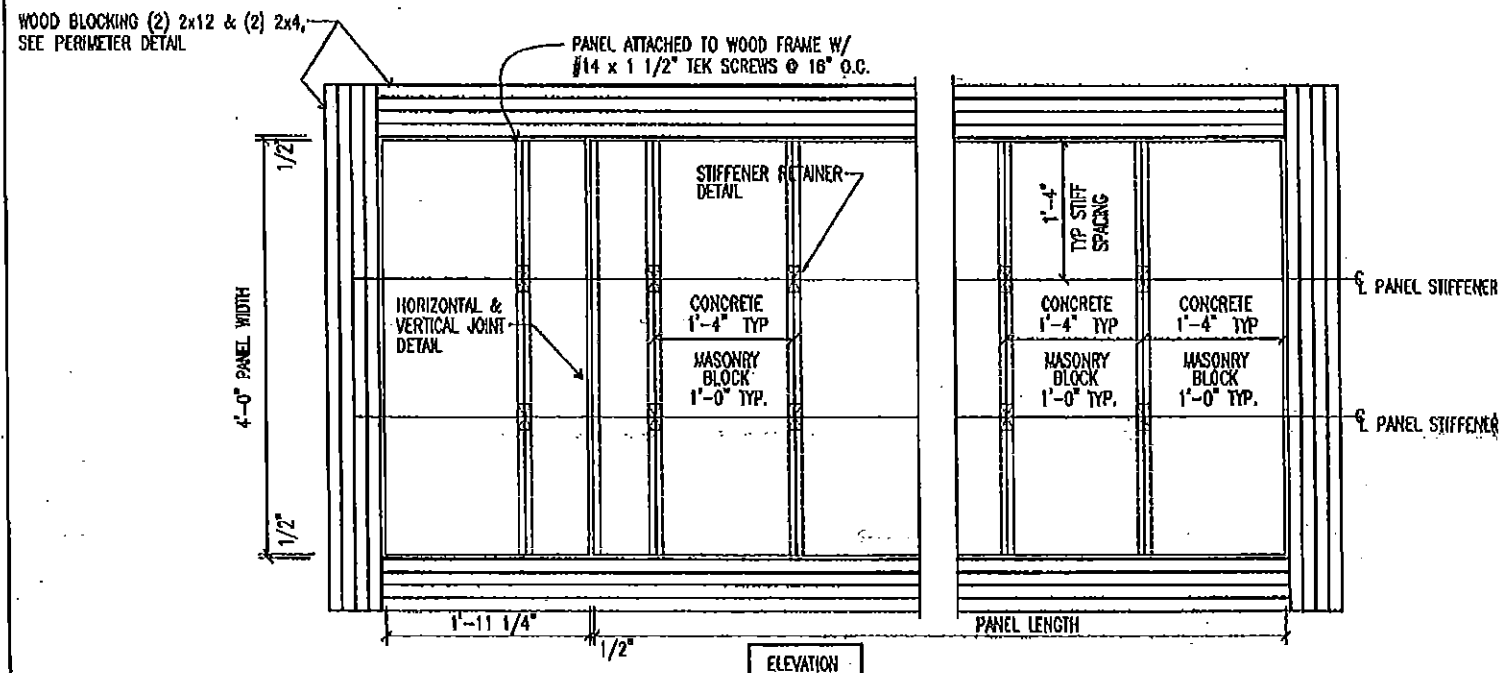 WOOD BLOCKING (2) 2x12 & (2) 2x4,
SEE PERIMETER DETAIL
PANEL ATTACHED TO WOOD FRAME W/
#14 x 1 1/2" TEK SCREWS @ 16" O.C.
1/2"
STIFFENER RETAINER
DETAIL
1'-4"
TYP STIFF
SPACING
4'-0" PANEL WIDTH
HORIZONTAL &
VERTICAL JOINT
DETAIL
CONCRETE
1'-4" TYP
MASONRY
BLOCK
1'-0" TYP.
CONCRETE
1'-4" TYP
MASONRY
BLOCK
1'-0" TYP.
CONCRETE
1'-4" TYP
MASONRY
BLOCK
1'-0" TYP.
℄ PANEL STIFFENER
℄ PANEL STIFFENER
1/2"
1'-11 1/4"
1/2"
PANEL LENGTH
ELEVATION